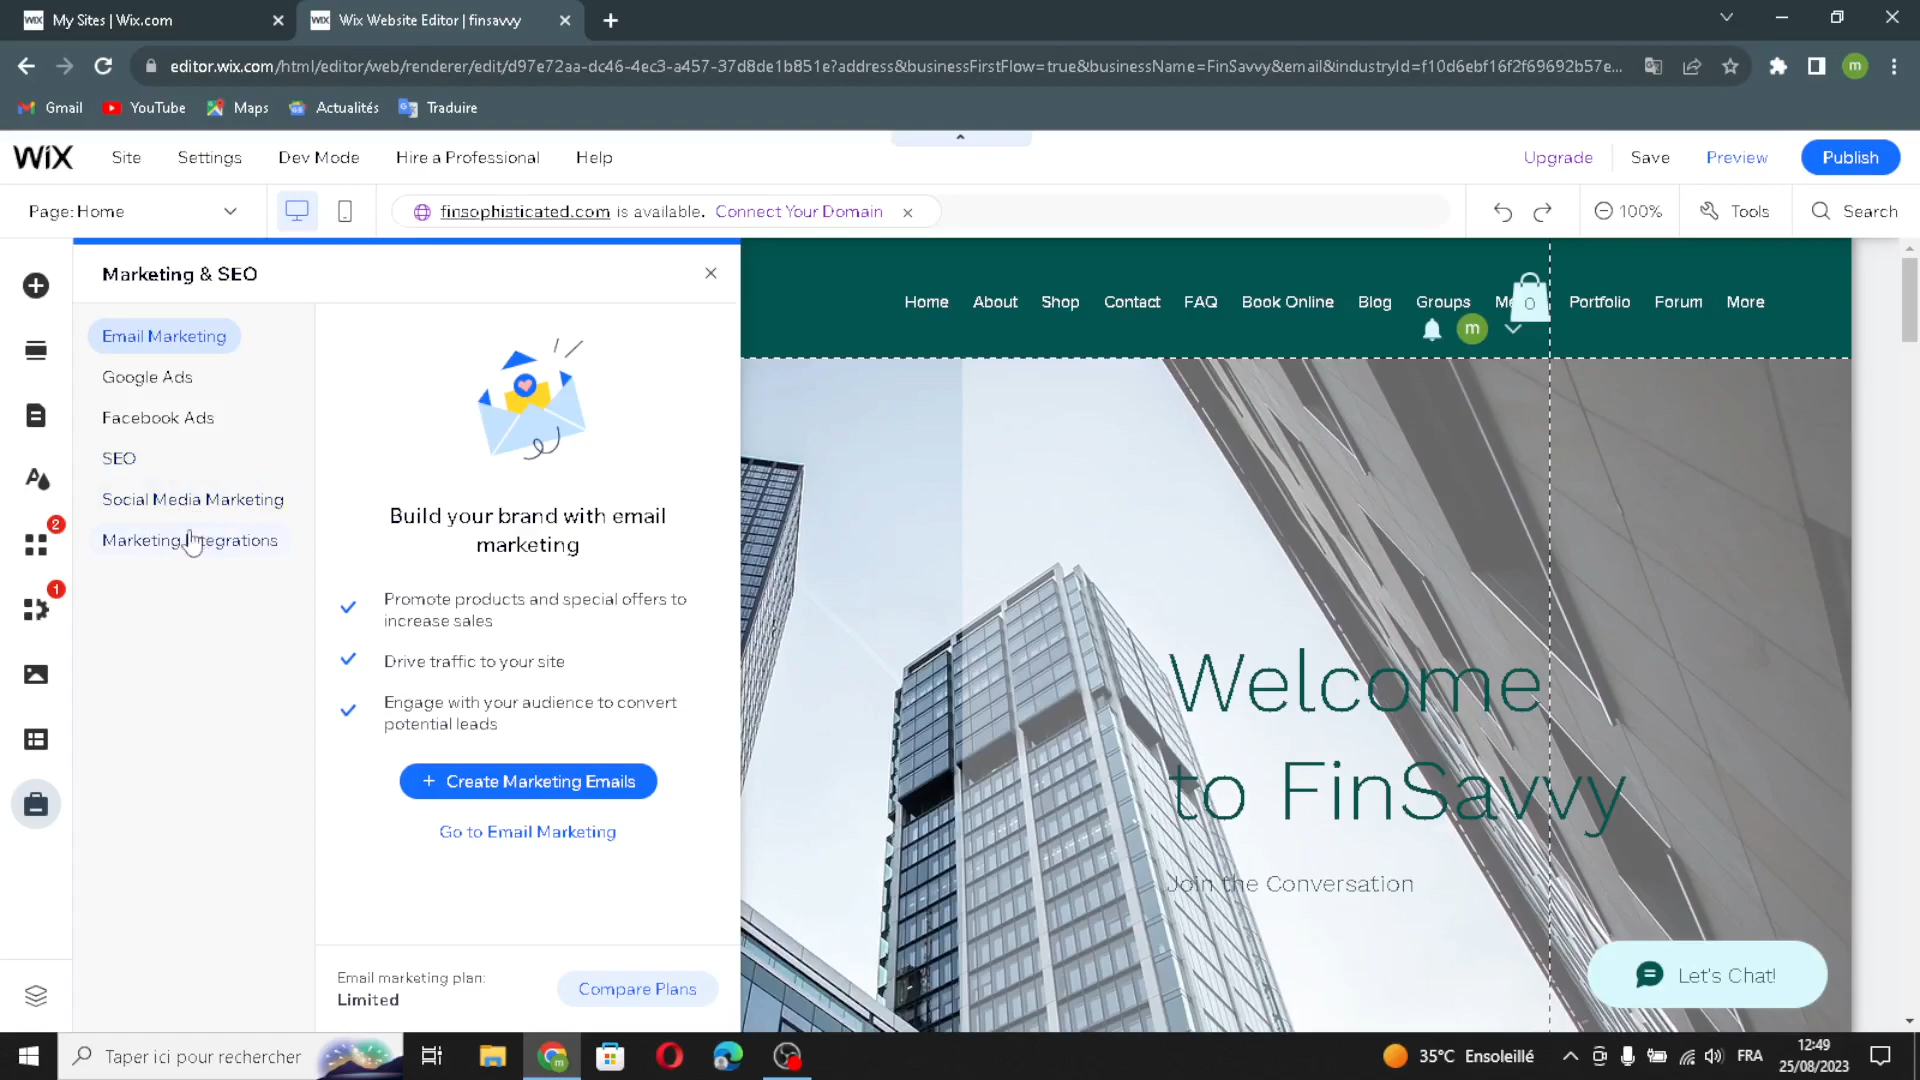 My Sites | Wix.com
Wix Website Editor | finsavvy
editor.wix.com/html/editor/web/renderer/edit/d97e72aa-dc46-4ec3-a457-37d8de1b851e?address&businessFirstFlow=true&businessName=FinSavvy&email&industryId=f10d6ebf16f2f69692b57e...
m
Gmail
YouTube
Maps
Actualités
Traduire
WiX
Site
Settings
Dev Mode
Hire a Professional
Help
Upgrade
Save
Preview
Publish
Page: Home
finsophisticated.com is available. Connect Your Domain
100%
Tools
Search
Marketing & SEO
Email Marketing
Google Ads
Facebook Ads
SEO
Social Media Marketing
Marketing Integrations
2
1
Build your brand with email
marketing
Promote products and special offers to
increase sales
Drive traffic to your site
Engage with your audience to convert
potential leads
+ Create Marketing Emails
Go to Email Marketing
Email marketing plan:
Limited
Compare Plans
Home
About
Shop
Contact
FAQ
Book Online
Blog
Groups
0
Portfolio
Forum
More
m
Welcome
to FinSavvy
Join the Conversation
Let's Chat!
Taper ici pour rechercher
35°C Ensoleillé
FRA
12:49
25/08/2023